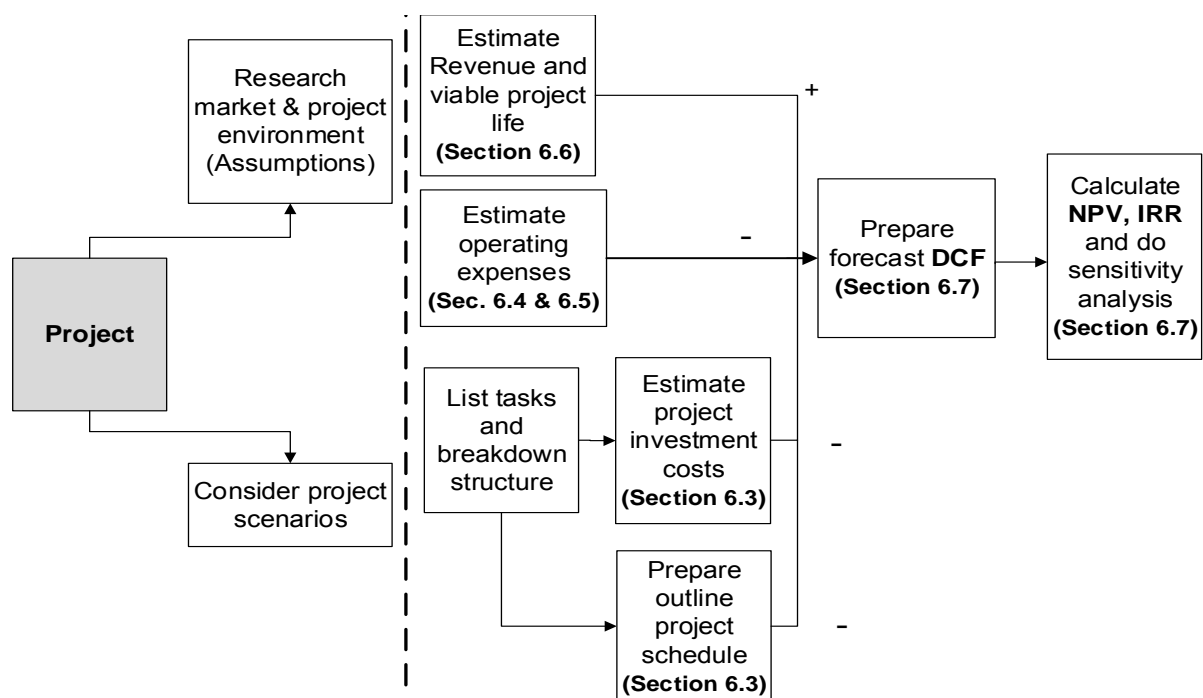 Project
Research
market & project
environment
(Assumptions)
Consider project
scenarios
Estimate
Revenue and
viable project
life
(Section 6.6)
+
Estimate
operating
expenses
(Sec. 6.4 & 6.5)
-
List tasks
and
breakdown
structure
Estimate
project
investment
costs
(Section 6.3)
-
Prepare
outline
project
schedule
(Section 6.3)
-
Prepare
forecast DCF
(Section 6.7)
Calculate
NPV, IRR
and do
sensitivity
analysis
(Section 6.7)